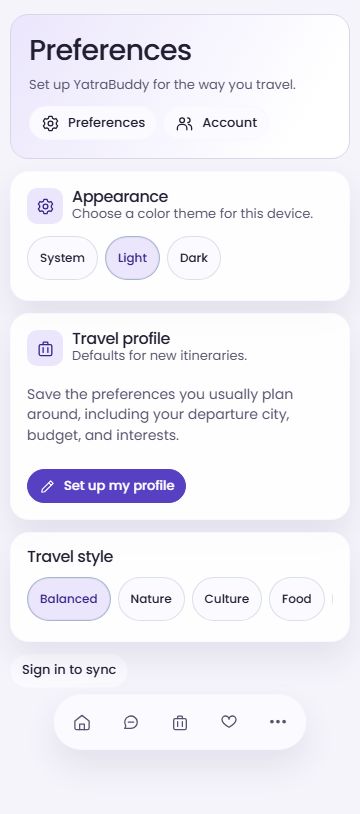 Preferences
Set up YatraBuddy for the way you travel.
Preferences
Account
Appearance
Choose a color theme for this device.
System
Light
Dark
Travel profile
Defaults for new itineraries.
Save the preferences you usually plan
around, including your departure city,
budget, and interests.
Set up my profile
Travel style
Balanced
Nature
Culture
Food
Sign in to sync